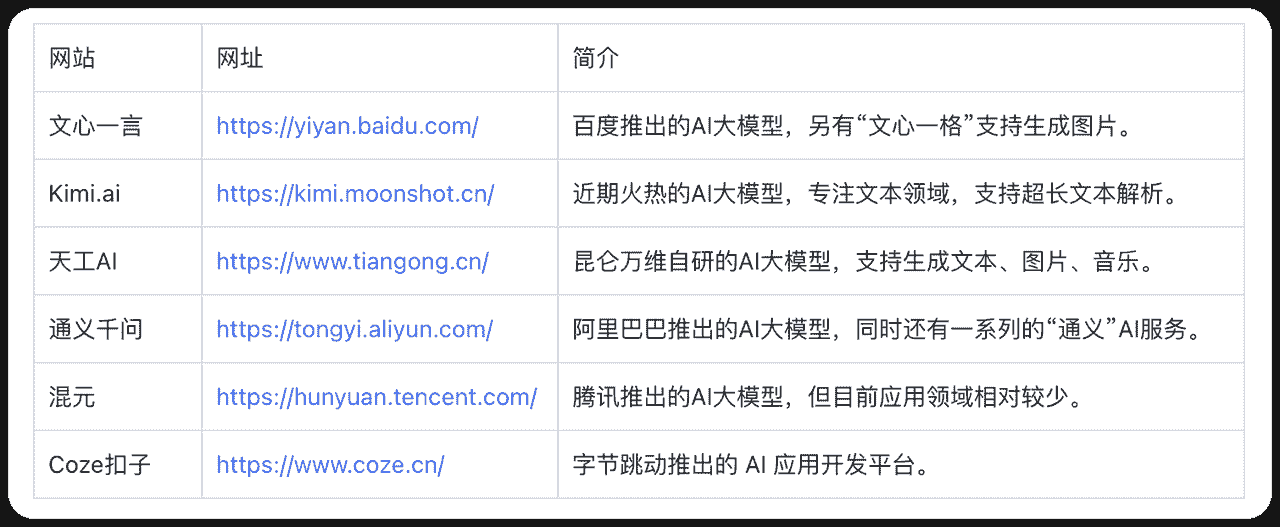 网站 网址 简介
文心一言 https://yiyan.baidu.com/ 百度推出的AI大模型，另有“文心一格”支持生成图片。
Kimi.ai https://kimi.moonshot.cn/ 近期火热的AI大模型，专注文本领域，支持超长文本解析。
天工AI https://www.tiangong.cn/ 昆仑万维自研的AI大模型，支持生成文本、图片、音乐。
通义千问 https://tongyi.aliyun.com/ 阿里巴巴推出的AI大模型，同时还有一系列的“通义”AI服务。
混元 https://hunyuan.tencent.com/ 腾讯推出的AI大模型，但目前应用领域相对较少。
Coze扣子 https://www.coze.cn/ 字节跳动推出的 AI 应用开发平台。